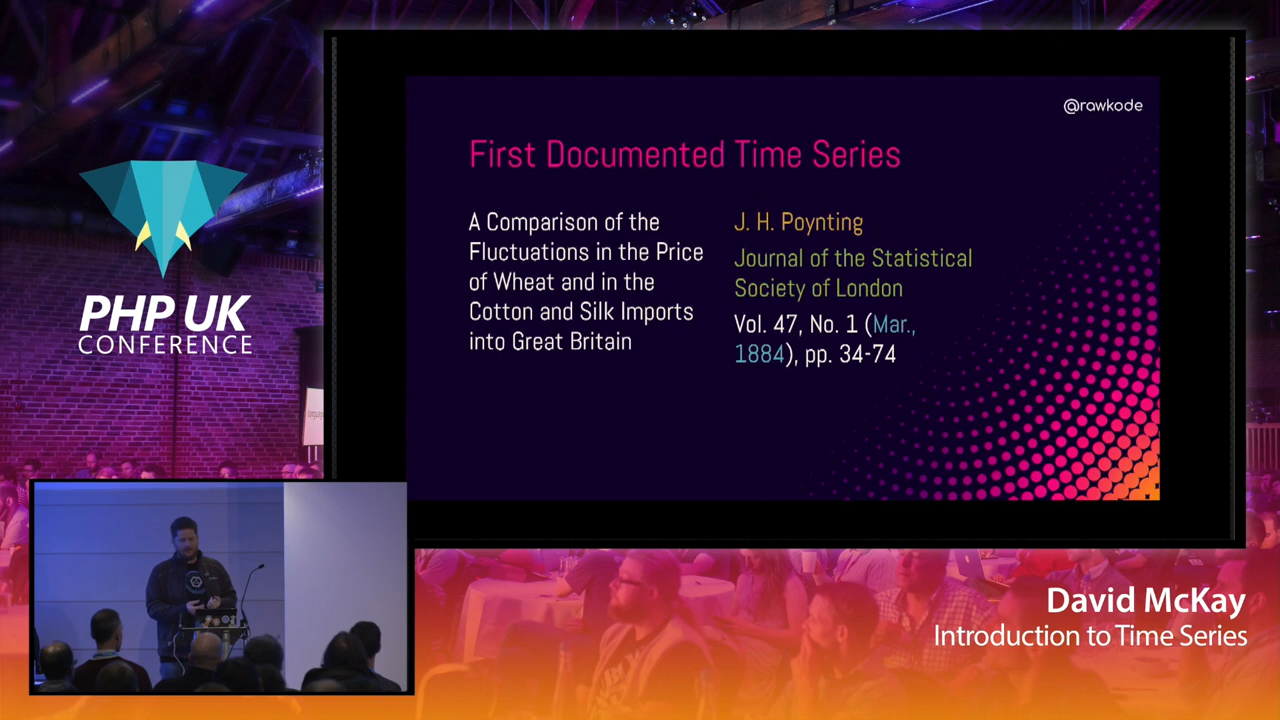 @rawkode
First Documented Time Series
A Comparison of the
Fluctuations in the Price
of Wheat and in the
Cotton and Silk Imports
into Great Britain
J. H. Poynting
Journal of the Statistical
Society of London
Vol. 47, No. 1 (Mar.,
1884), pp. 34-74
PHP UK
CONFERENCE
David McKay
Introduction to Time Series